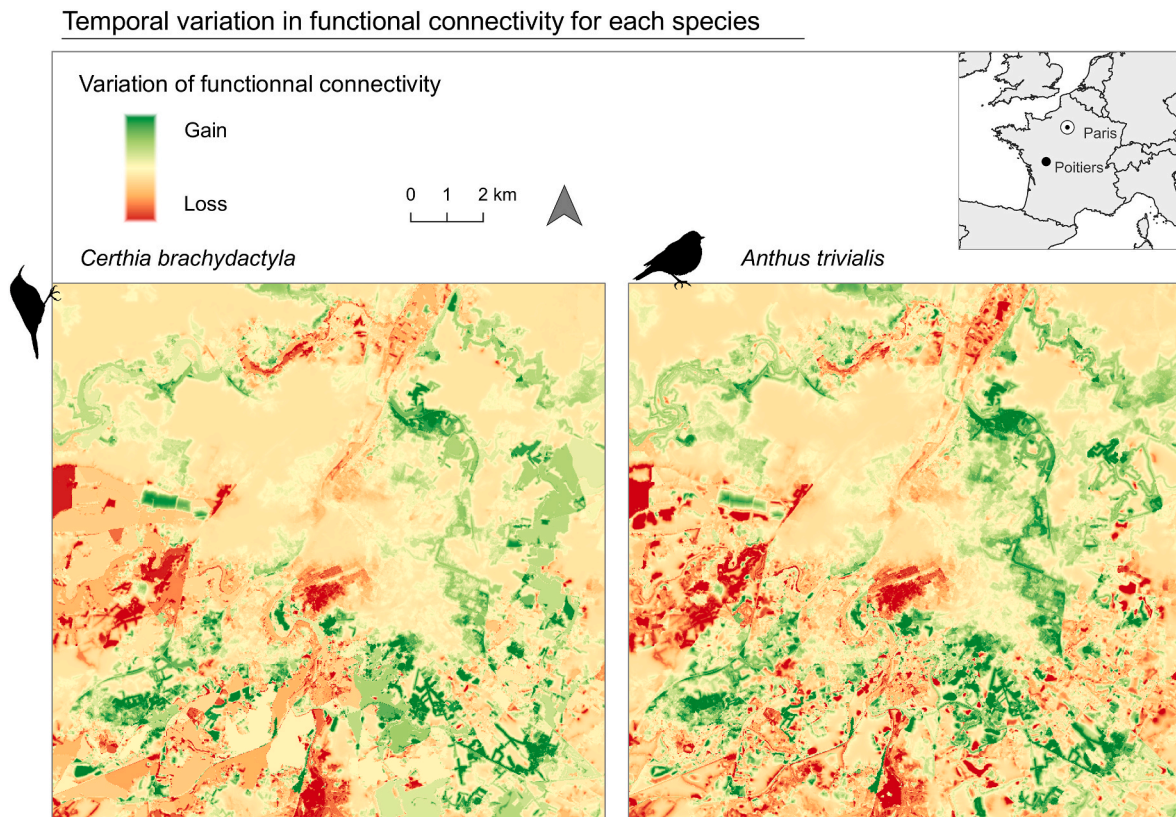 Temporal variation in functional connectivity for each species
Variation of functionnal connectivity
Gain
Loss
0 1 2 km
Paris
Poitiers
Certhia brachydactyla
Anthus trivialis